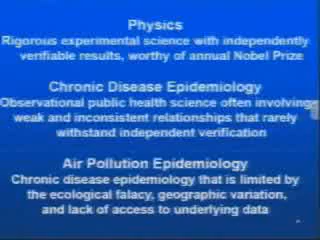 Physics
Rigorous experimental science with independently
verifiable results, worthy of annual Nobel Prize
Chronic Disease Epidemiology
Observational public health science often involving
weak and inconsistent relationships that rarely
withstand independent verification
Air Pollution Epidemiology
Chronic disease epidemiology that is limited by
the ecological falacy, geographic variation,
and lack of access to underlying data